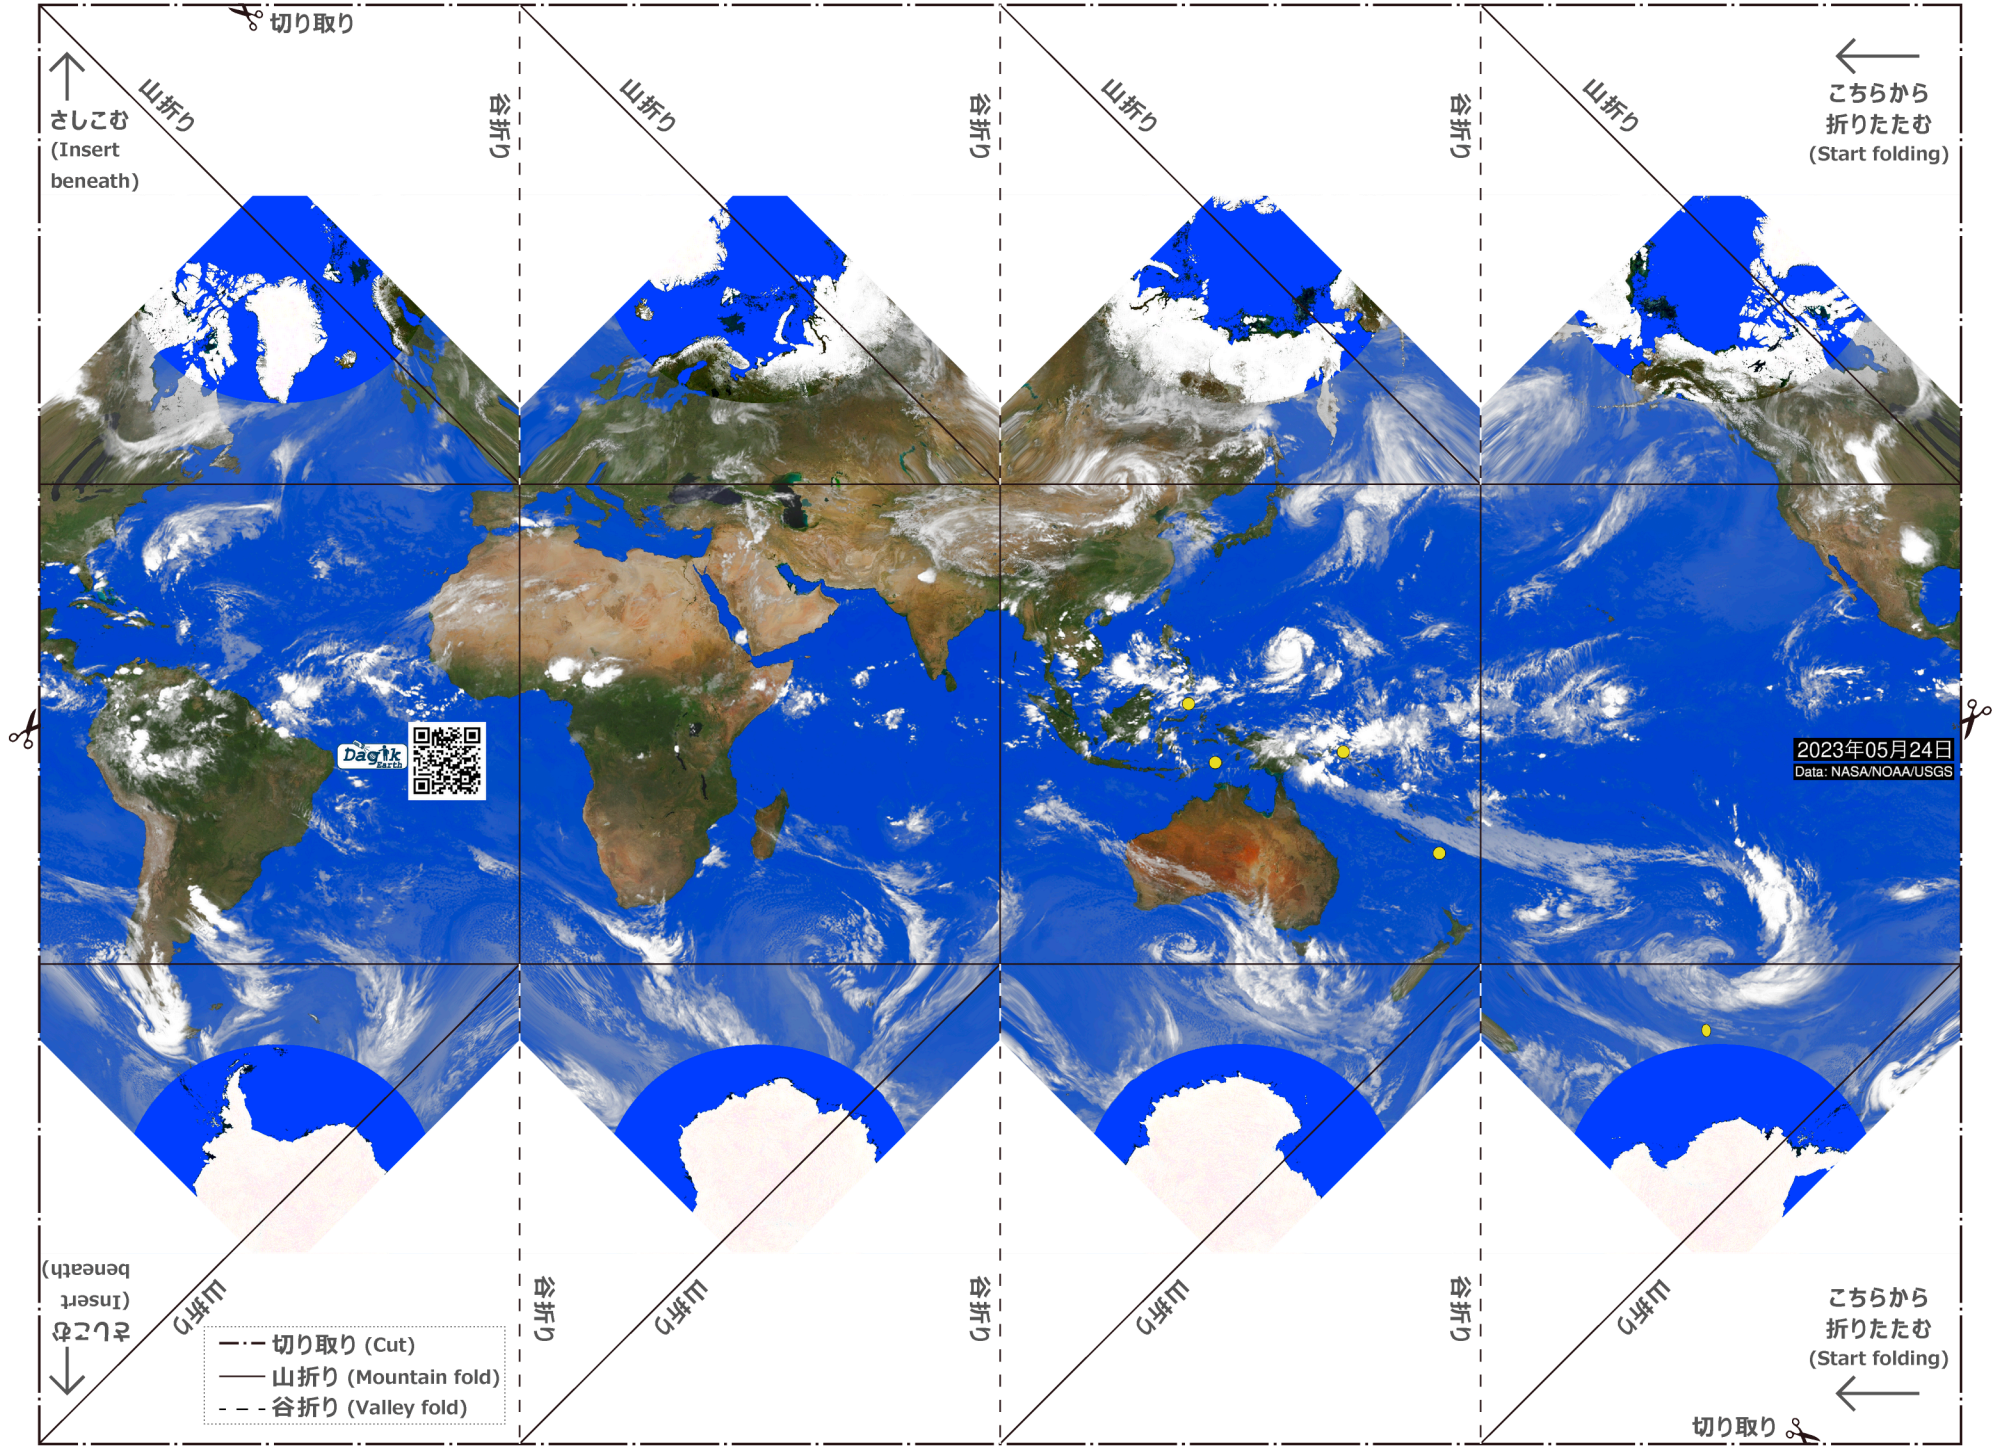 切り取り
さしこむ
(Insert
beneath)
山折り
谷折り
山折り
谷折り
山折り
谷折り
山折り
こちらから
折りたたむ
(Start folding)
Dagik
Earth
2023年05月24日
Data: NASA/NOAA/USGS
さしこむ
(Insert
beneath)
山折り
谷折り
山折り
谷折り
山折り
谷折り
山折り
こちらから
折りたたむ
(Start folding)
切り取り (Cut)
山折り (Mountain fold)
谷折り (Valley fold)
切り取り